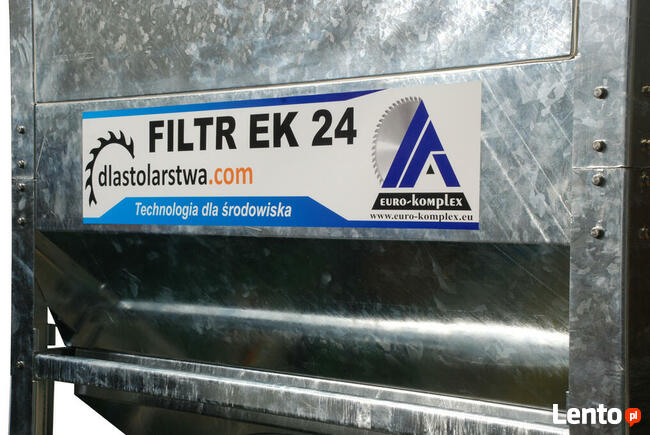 FILTR EK 24
dlastolarstwa.com
Technologia dla środowiska
EURO-KOMPLEX
www.euro-komplex.eu
Lento.pl